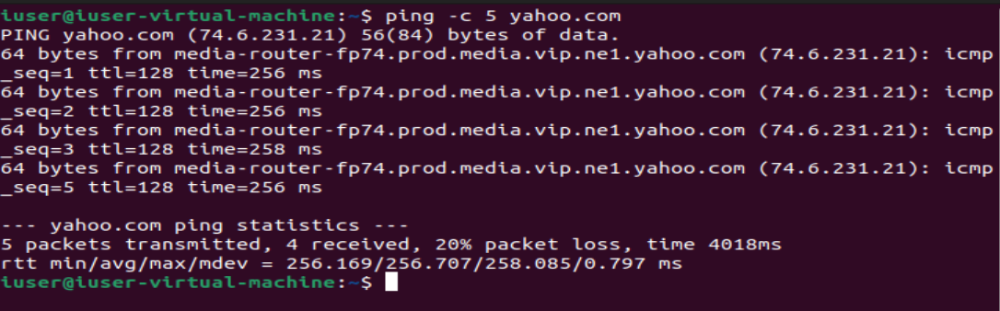 iuser@iuser-virtual-machine:~$ ping -c 5 yahoo.com
PING yahoo.com (74.6.231.21) 56(84) bytes of data.
64 bytes from media-router-fp74.prod.media.vip.ne1.yahoo.com (74.6.231.21): icmp
_seq=1 ttl=128 time=256 ms
64 bytes from media-router-fp74.prod.media.vip.ne1.yahoo.com (74.6.231.21): icmp
_seq=2 ttl=128 time=256 ms
64 bytes from media-router-fp74.prod.media.vip.ne1.yahoo.com (74.6.231.21): icmp
_seq=3 ttl=128 time=258 ms
64 bytes from media-router-fp74.prod.media.vip.ne1.yahoo.com (74.6.231.21): icmp
_seq=5 ttl=128 time=256 ms
--- yahoo.com ping statistics ---
5 packets transmitted, 4 received, 20% packet loss, time 4018ms
rtt min/avg/max/mdev = 256.169/256.707/258.085/0.797 ms
iuser@iuser-virtual-machine:~$